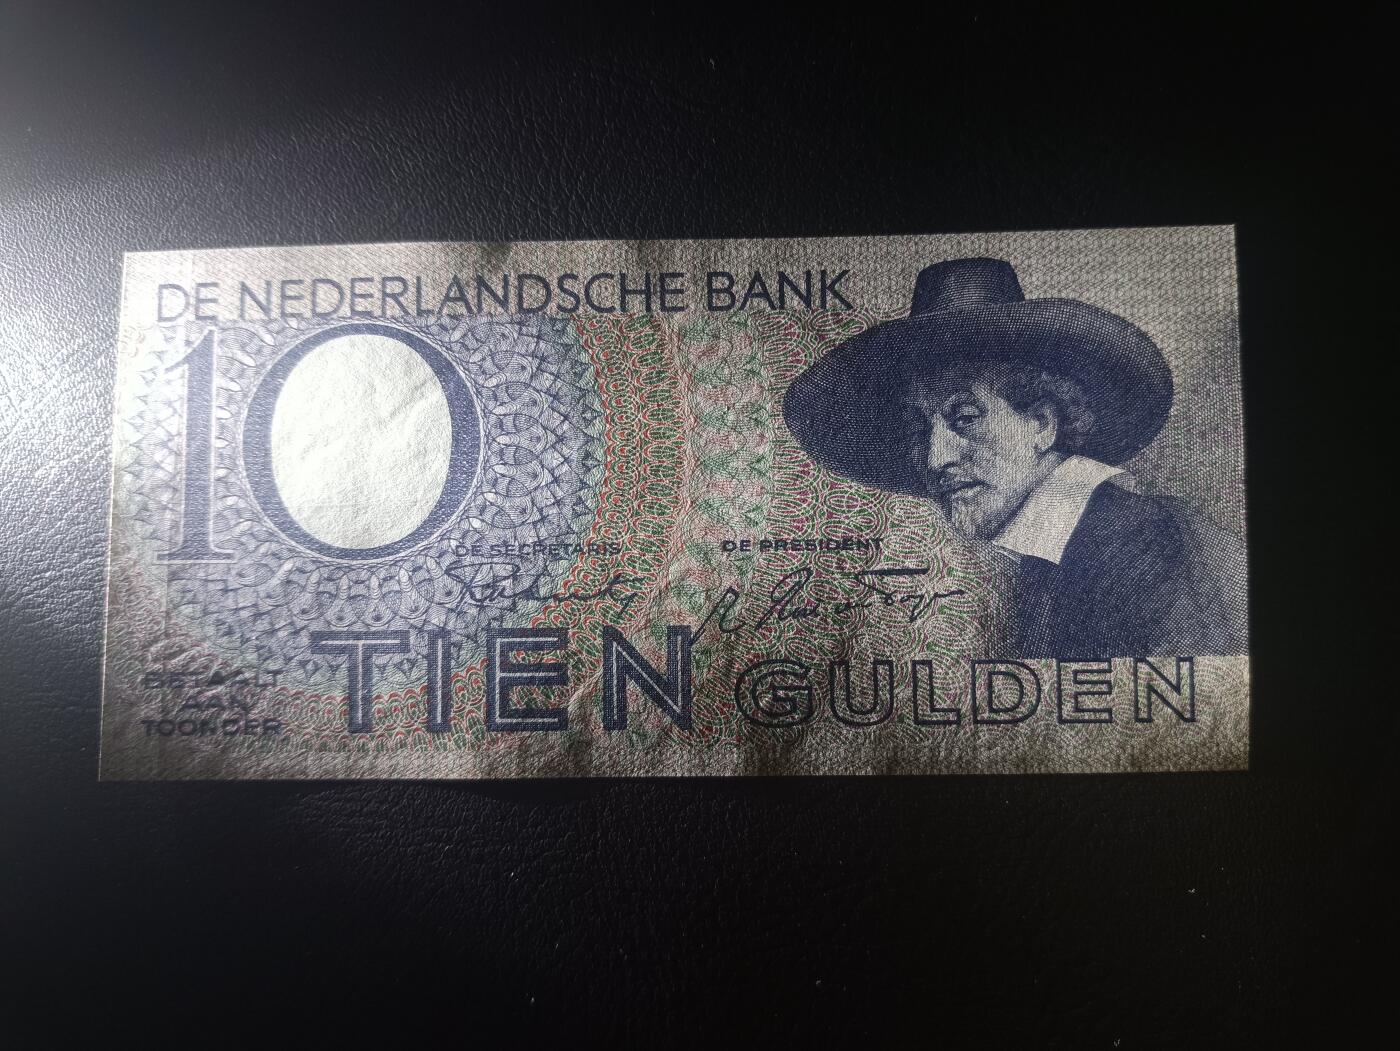 DE NEDERLANDSCHE BANK
10
DE SECRETARIS
DE PRESIDENT
TIEN GULDEN
BETAALT
AAN
TOONDER